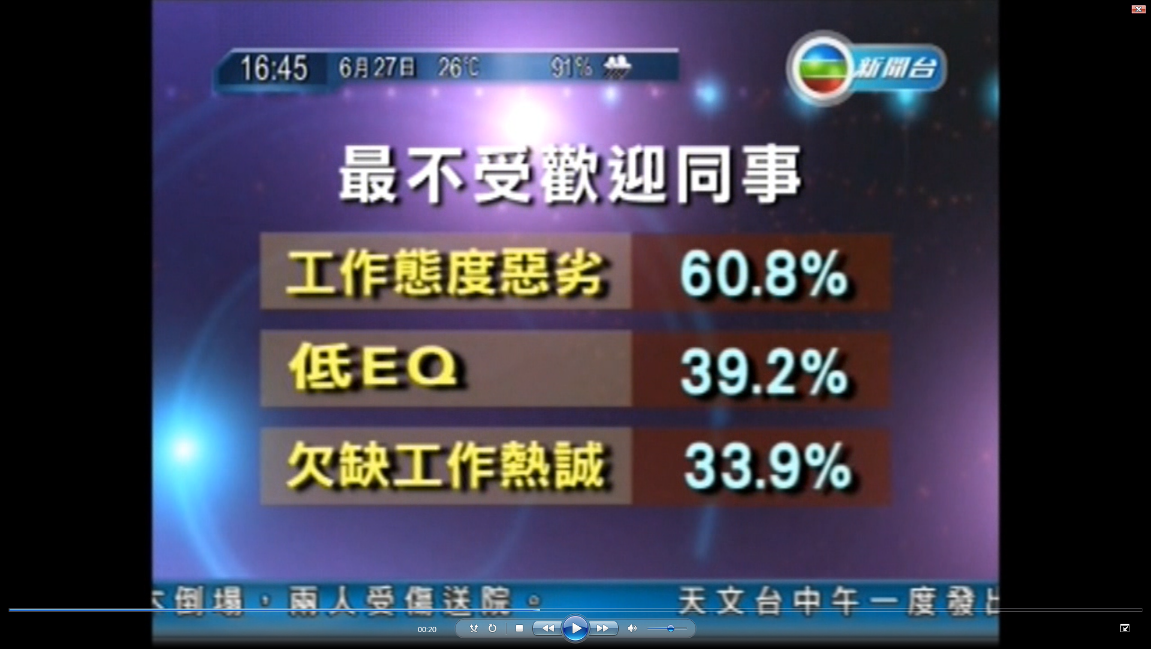 16:45 6月27日 26℃ 91%
新聞台
最不受歡迎同事
工作態度惡劣 60.8%
低EQ 39.2%
欠缺工作熱誠 33.9%
倒塌，兩人受傷送院。 天文台中午一度發出
00:20